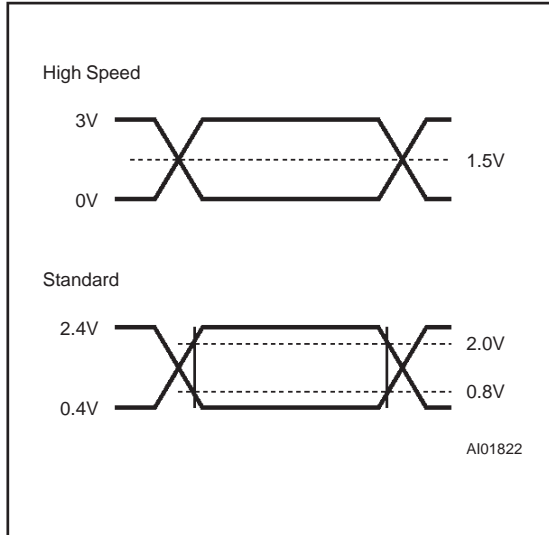 High Speed
3V
1.5V
0V
Standard
2.4V
2.0V
0.8V
0.4V
AI01822